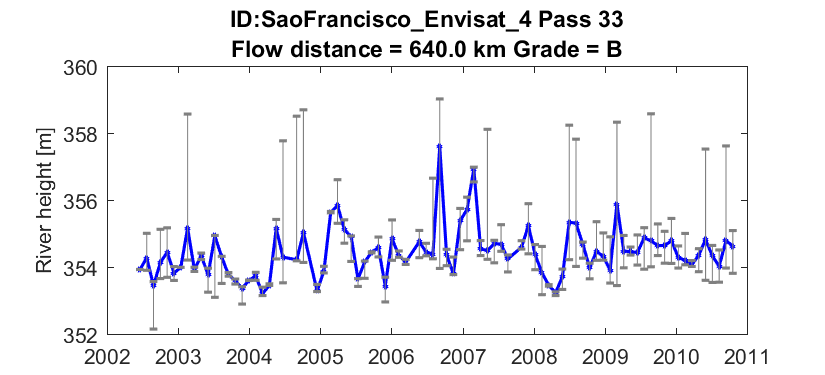 ID:SaoFrancisco_Envisat_4 Pass 33
Flow distance = 640.0 km Grade = B
River height [m]
360
358
356
354
352
2002 2003 2004 2005 2006 2007 2008 2009 2010 2011